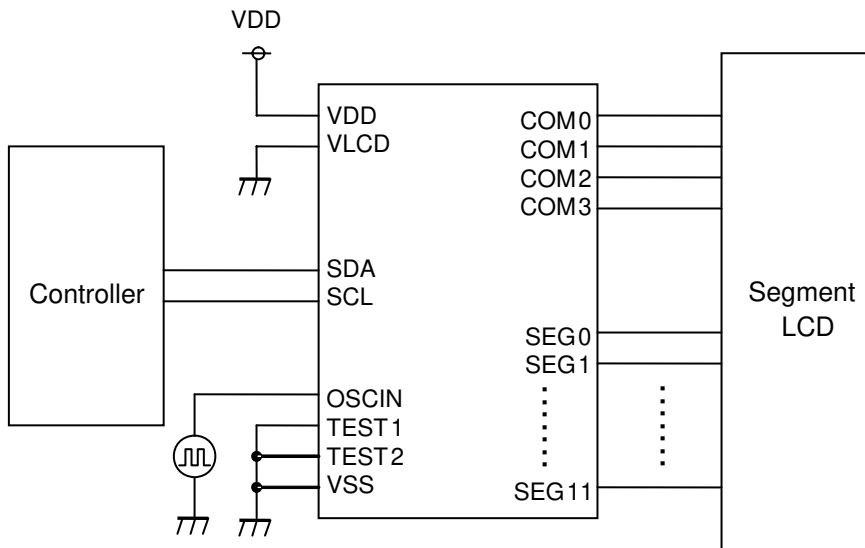 VDD
VDD
VLCD
SDA
SCL
OSCIN
TEST1
TEST2
VSS
COM0
COM1
COM2
COM3
SEG0
SEG1
SEG11
Controller
Segment
LCD